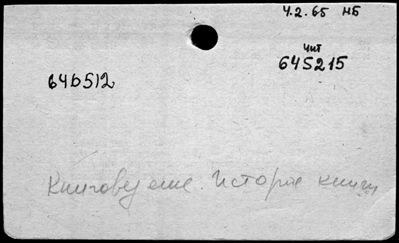 4.2.65 НБ
Чит
645215
646512
Книговедение. История книги